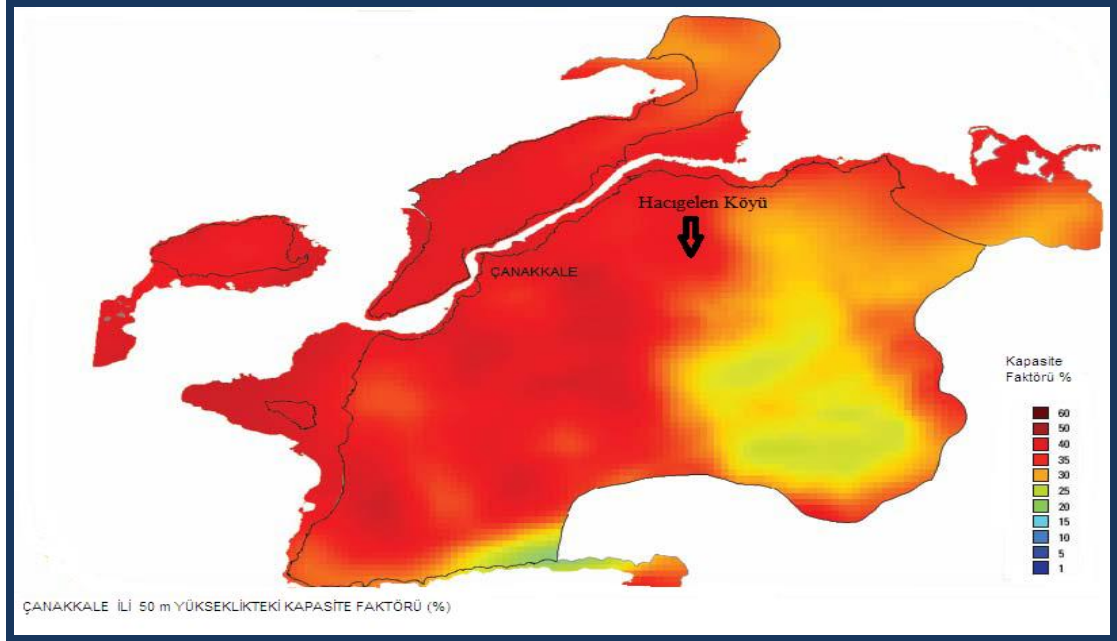 Hacıgelen Köyü
ÇANAKKALE
Kapasite
Faktörü %
60
50
40
35
30
25
20
15
10
5
1
ÇANAKKALE İLİ 50 m YÜKSEKLİKTEKİ KAPASİTE FAKTÖRÜ (%)